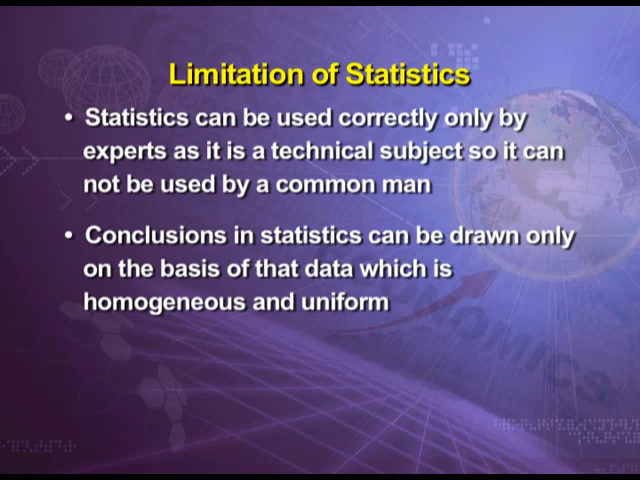 Limitation of Statistics
• Statistics can be used correctly only by
experts as it is a technical subject so it can
not be used by a common man
• Conclusions in statistics can be drawn only
on the basis of that data which is
homogeneous and uniform
ECONOMICS